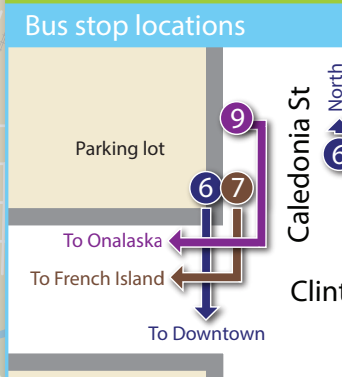 Bus stop locations
North
9
Caledonia St
Parking lot
6
6 7
To Onalaska
To French Island
Clint
To Downtown